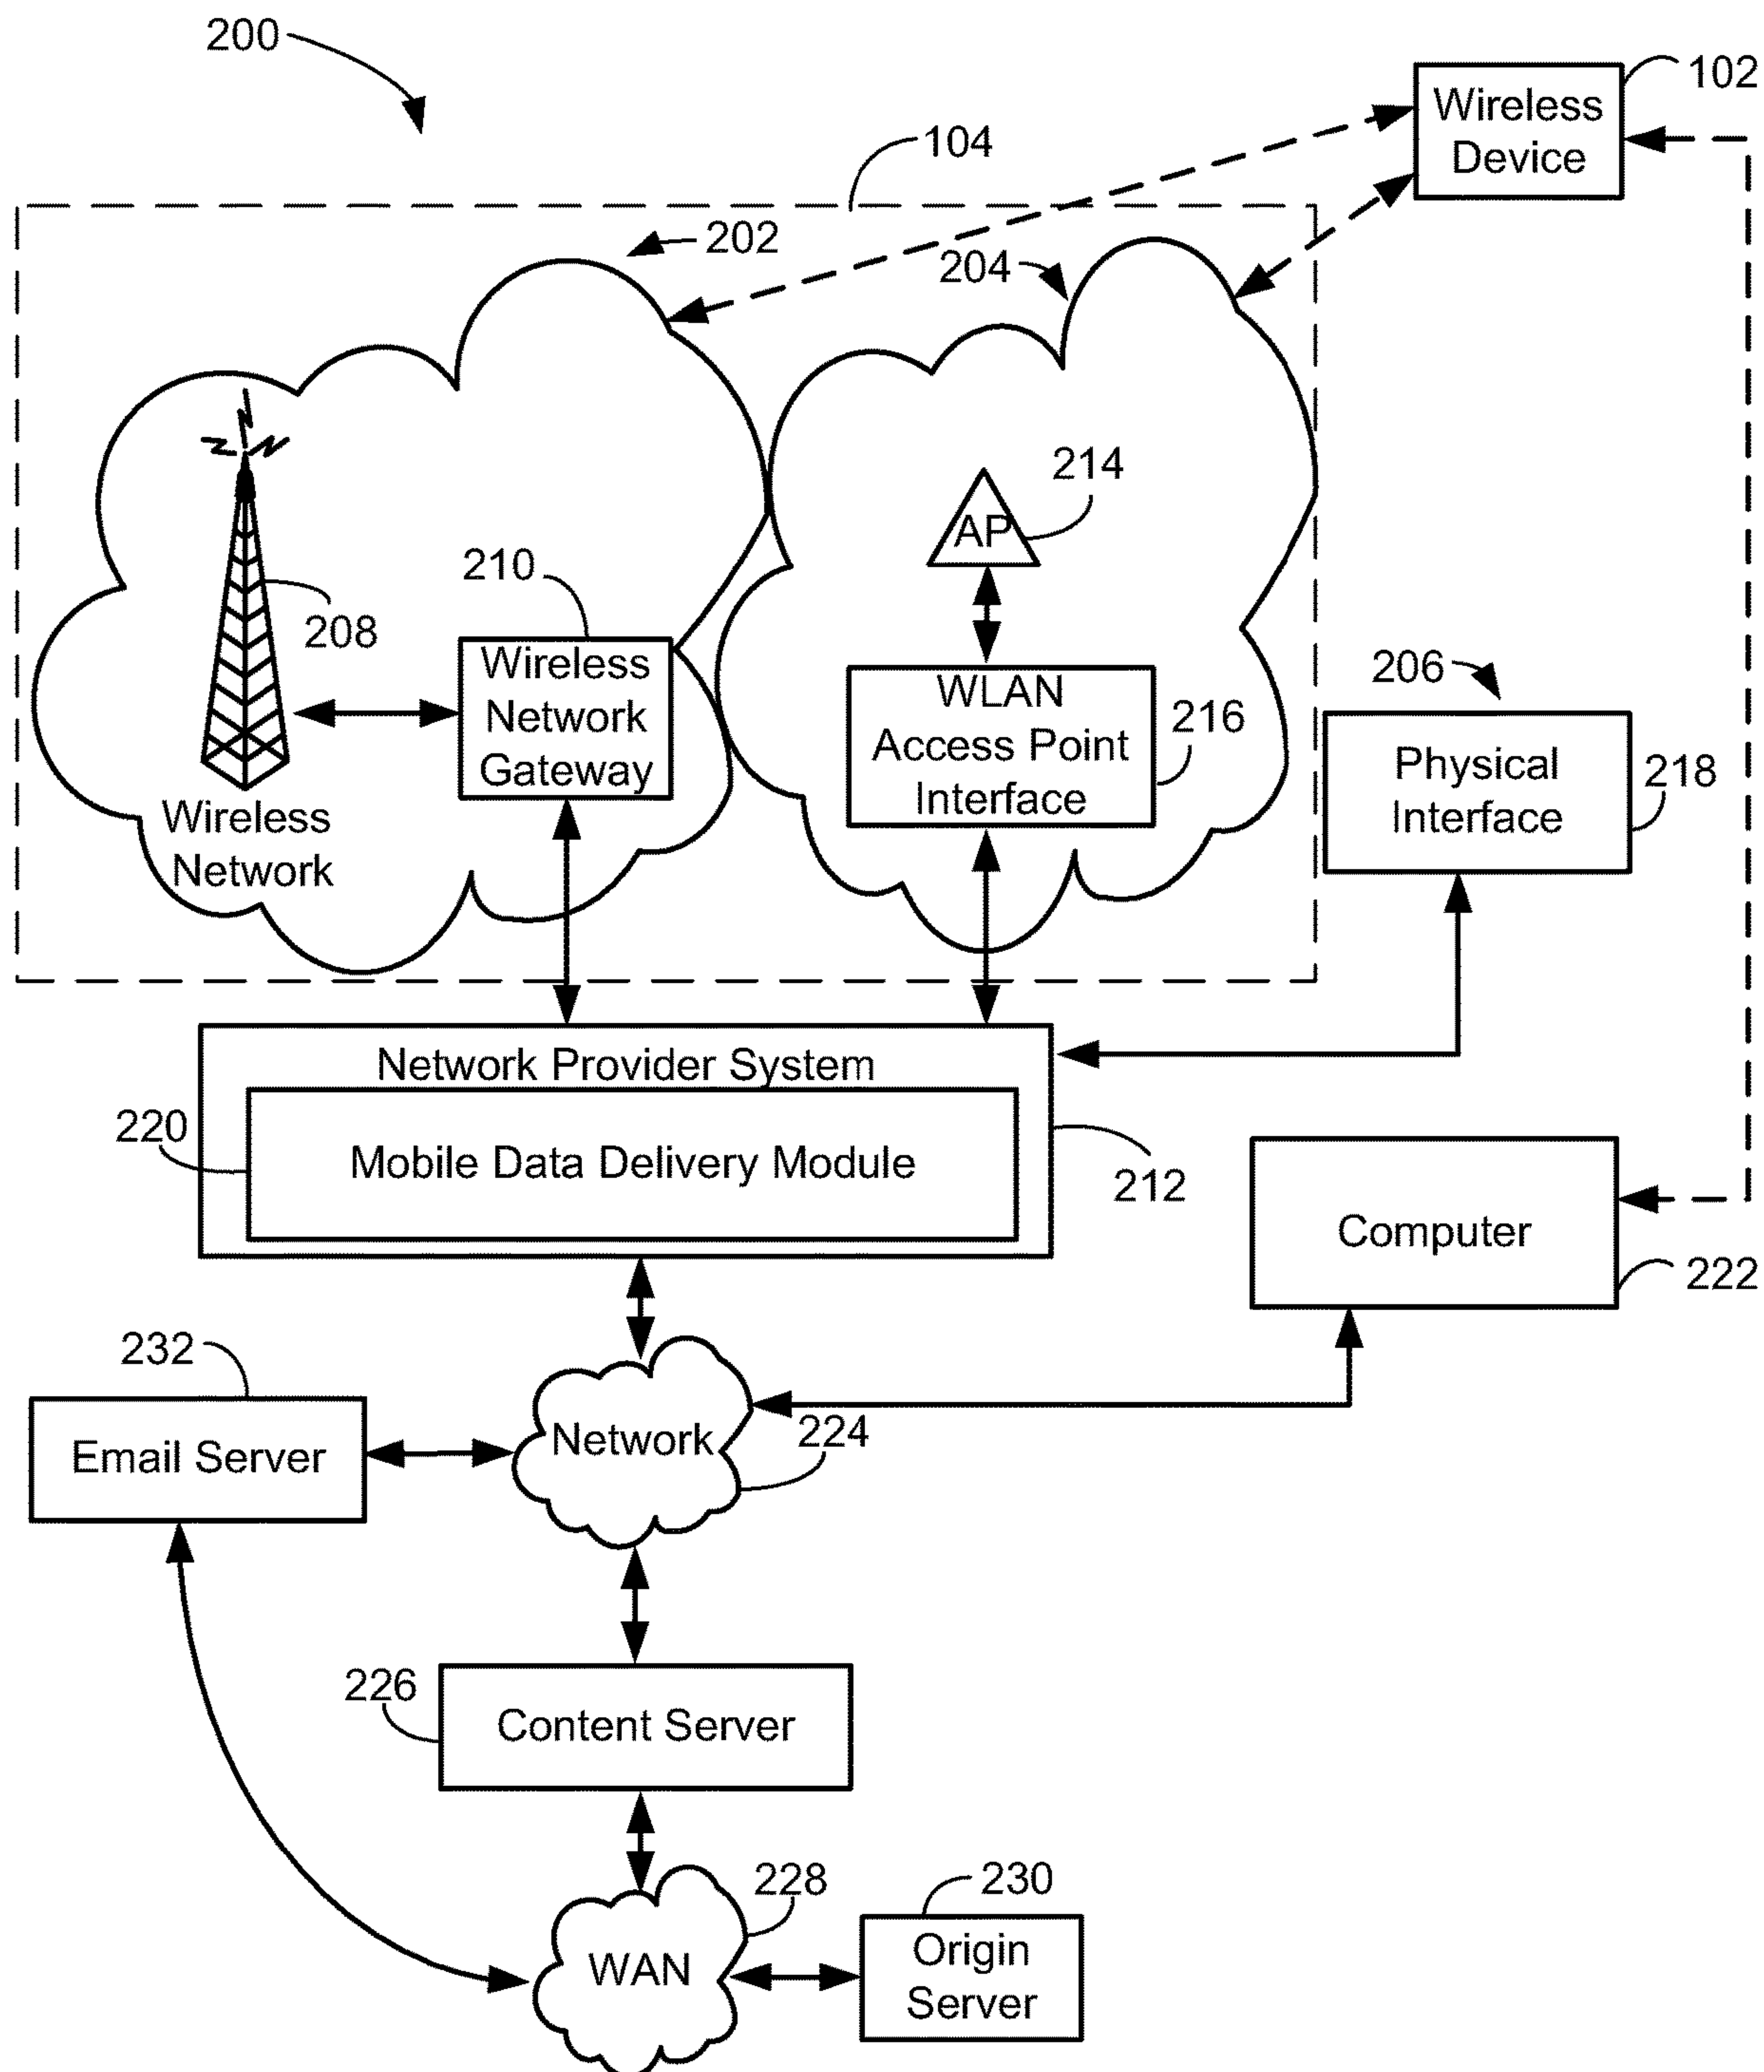 200
102
Wireless
Device
104
202
204
214
AP
210
208
Wireless
Network
Gateway
WLAN
Access Point
Interface
216
206
Physical
Interface
218
Wireless
Network
Network Provider System
220
Mobile Data Delivery Module
212
Computer
222
232
Email Server
Network
224
226
Content Server
228
230
WAN
Origin
Server